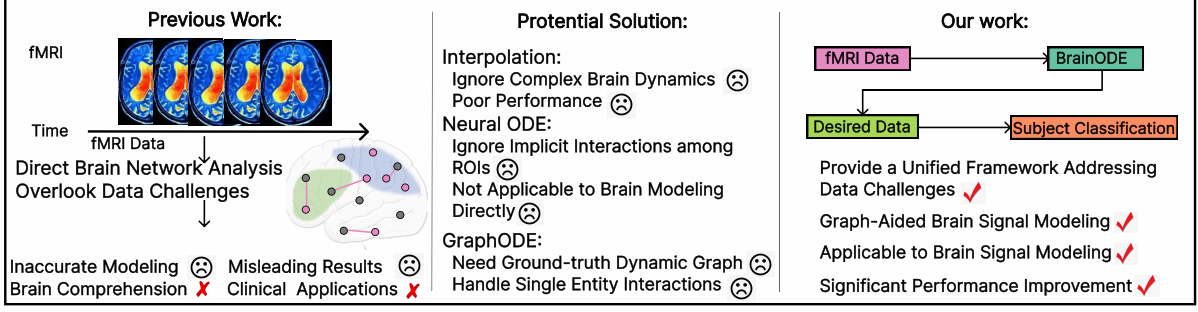 Previous Work:
fMRI
Time
fMRI Data
Direct Brain Network Analysis
Overlook Data Challenges
Inaccurate Modeling
Misleading Results
Brain Comprehension
Clinical Applications
Potential Solution:
Interpolation:
Ignore Complex Brain Dynamics
Poor Performance
Neural ODE:
Ignore Implicit Interactions among
ROIs
Not Applicable to Brain Modeling
Directly
GraphODE:
Need Ground-truth Dynamic Graph
Handle Single Entity Interactions
Our work:
fMRI Data
BrainODE
Desired Data
Subject Classification
Provide a Unified Framework Addressing
Data Challenges
Graph-Aided Brain Signal Modeling
Applicable to Brain Signal Modeling
Significant Performance Improvement